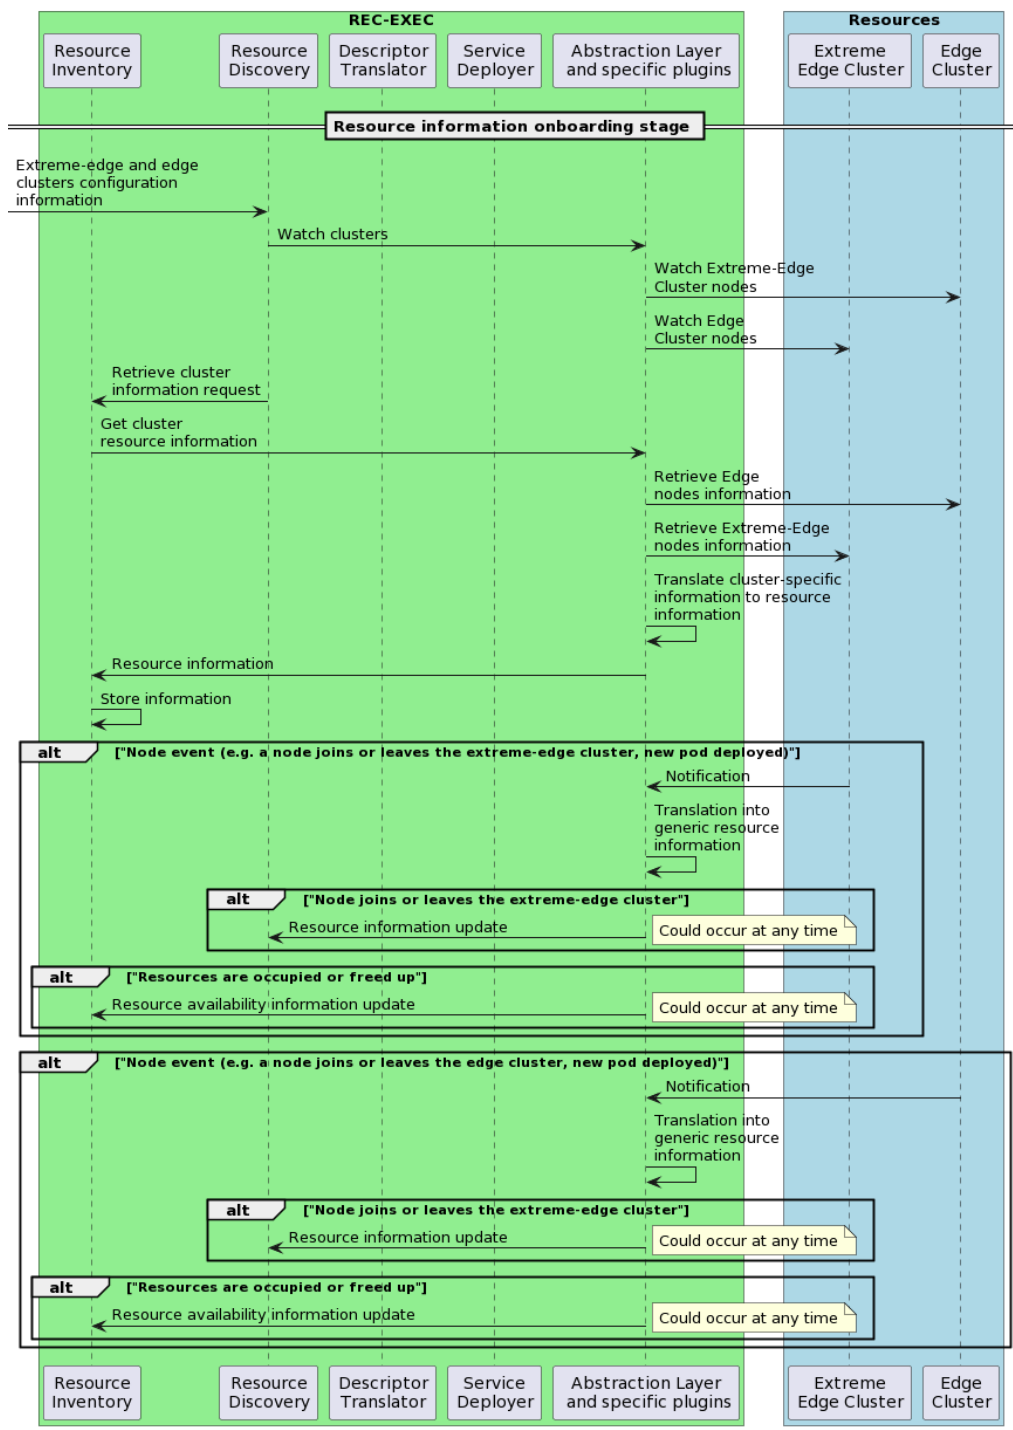 REC-EXEC
Resources
Resource
Inventory
Resource
Discovery
Descriptor
Translator
Service
Deployer
Abstraction Layer
and specific plugins
Extreme
Edge Cluster
Edge
Cluster
Resource information onboarding stage
Extreme-edge and edge
clusters configuration
information
Watch clusters
Watch Extreme-Edge
Cluster nodes
Watch Edge
Cluster nodes
Retrieve cluster
information request
Get cluster
resource information
Retrieve Edge
nodes information
Retrieve Extreme-Edge
nodes information
Translate cluster-specific
information to resource
information
Resource information
Store information
alt ["Node event (e.g. a node joins or leaves the extreme-edge cluster, new pod deployed)"]
Notification
Translation into
generic resource
information
alt ["Node joins or leaves the extreme-edge cluster"]
Resource information update
Could occur at any time
alt ["Resources are occupied or freed up"]
Resource availability information update
Could occur at any time
alt ["Node event (e.g. a node joins or leaves the edge cluster, new pod deployed)"]
Notification
Translation into
generic resource
information
alt ["Node joins or leaves the extreme-edge cluster"]
Resource information update
Could occur at any time
alt ["Resources are occupied or freed up"]
Resource availability information update
Could occur at any time
Resource
Inventory
Resource
Discovery
Descriptor
Translator
Service
Deployer
Abstraction Layer
and specific plugins
Extreme
Edge Cluster
Edge
Cluster